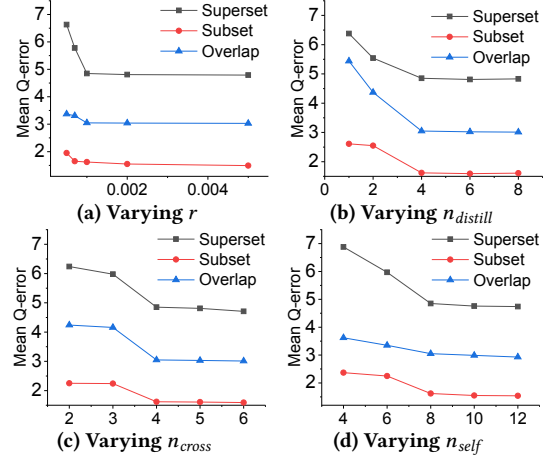 7
6
5
4
3
2
Mean Q-error
Superset
Subset
Overlap
0.002
0.004
(a) Varying r
7
6
5
4
3
2
Mean Q-error
Superset
Subset
Overlap
0
2
4
6
8
(b) Varying n_distill
7
6
5
4
3
2
Mean Q-error
Superset
Subset
Overlap
2
3
4
5
6
(c) Varying n_cross
7
6
5
4
3
2
Mean Q-error
Superset
Subset
Overlap
4
6
8
10
12
(d) Varying n_self